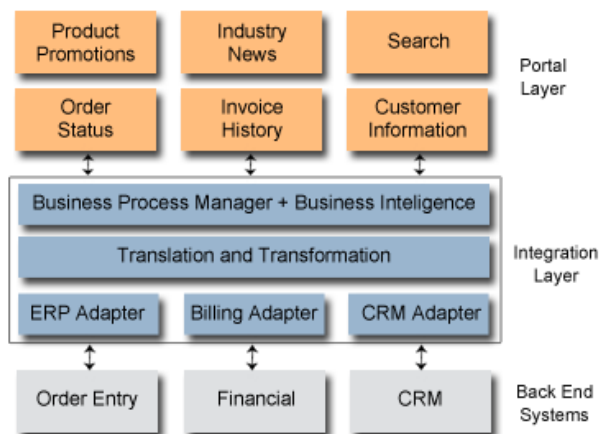 Product
Promotions
Industry
News
Search
Portal
Layer
Order
Status
Invoice
History
Customer
Information
Business Process Manager + Business Inteligence
Translation and Transformation
Integration
Layer
ERP Adapter
Billing Adapter
CRM Adapter
Order Entry
Financial
CRM
Back End
Systems